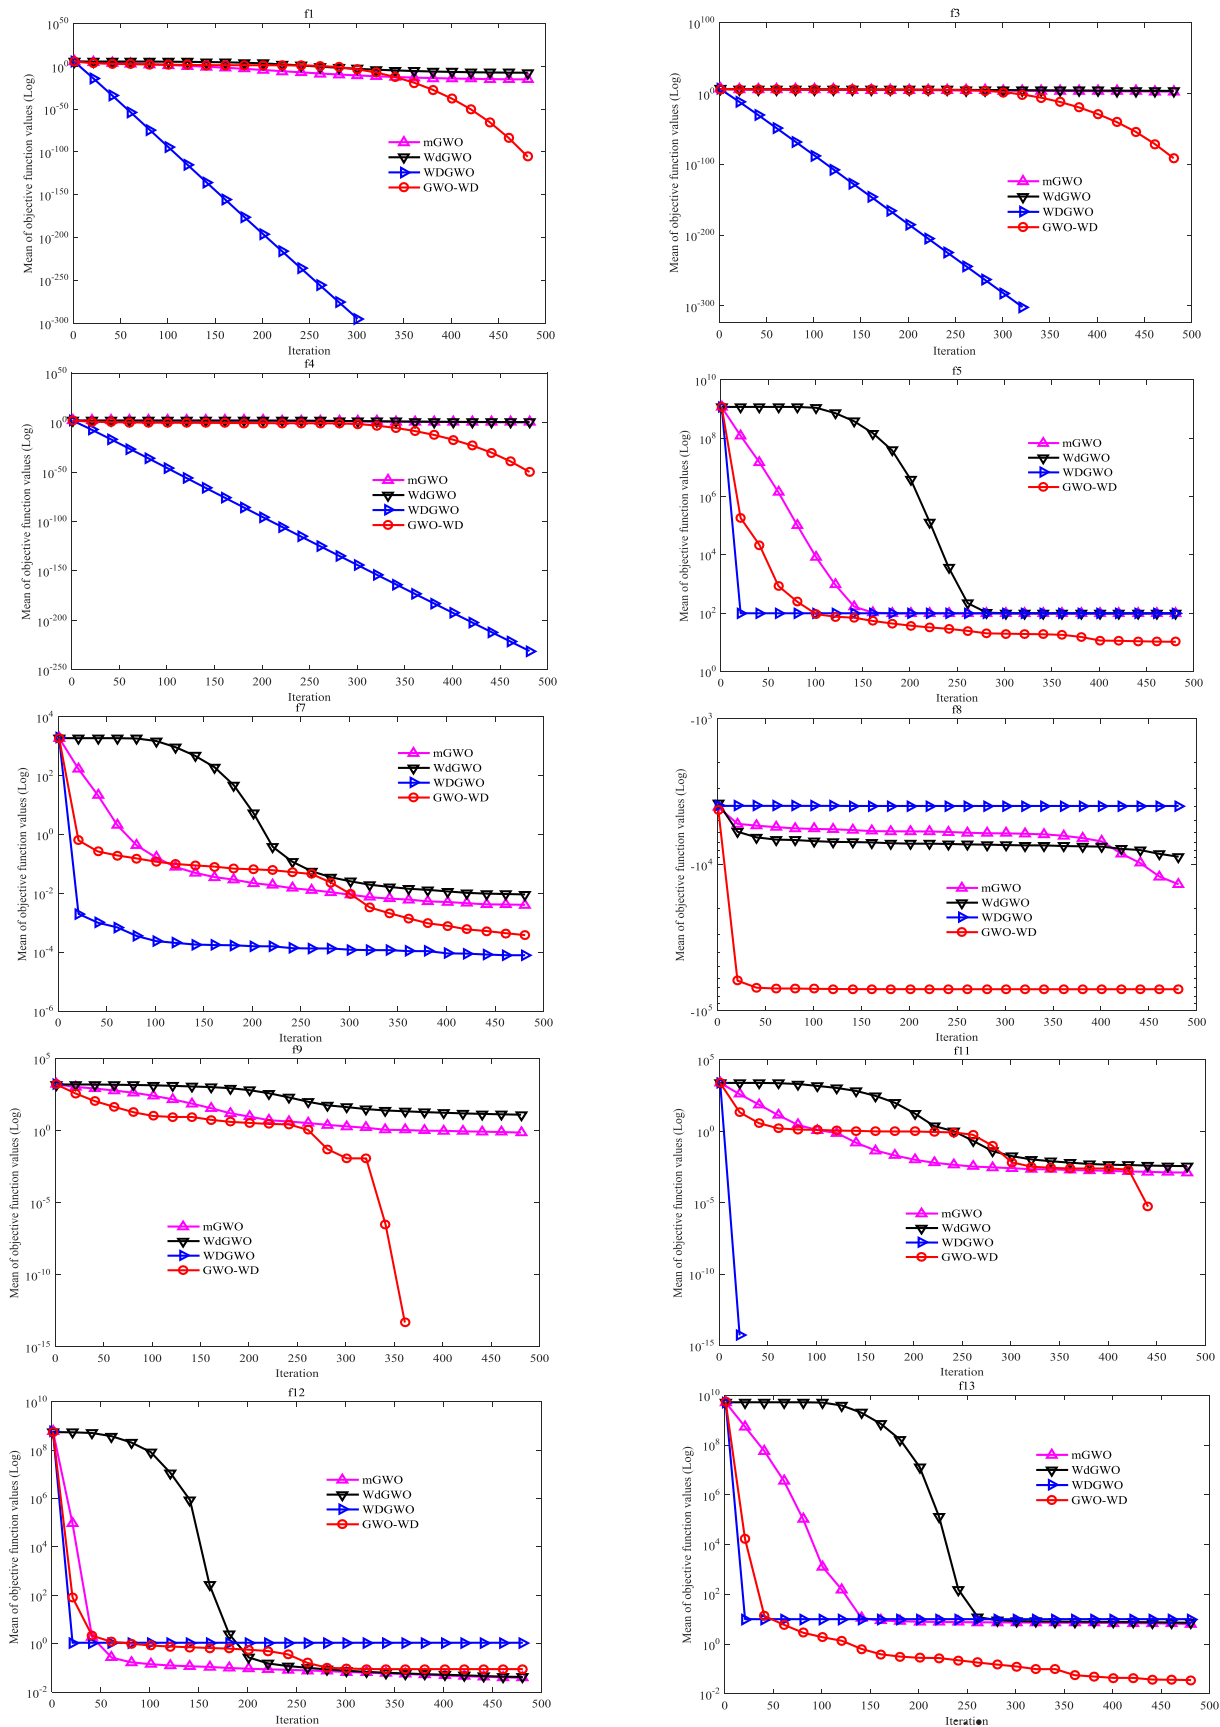 f1
Mean of objective function values (Log)
10^50
10^0
10^-50
10^-100
10^-150
10^-200
10^-250
10^-300
mGWO
WdGWO
WDGWO
GWO-WD
0 50 100 150 200 250 300 350 400 450 500
Iteration
f3
Mean of objective function values (Log)
10^100
10^0
10^-100
10^-200
10^-300
mGWO
WdGWO
WDGWO
GWO-WD
0 50 100 150 200 250 300 350 400 450 500
Iteration
f4
Mean of objective function values (Log)
10^50
10^0
10^-50
10^-100
10^-150
10^-200
10^-250
mGWO
WdGWO
WDGWO
GWO-WD
0 50 100 150 200 250 300 350 400 450 500
Iteration
f5
Mean of objective function values (Log)
10^10
10^8
10^6
10^4
10^2
10^0
mGWO
WdGWO
WDGWO
GWO-WD
0 50 100 150 200 250 300 350 400 450 500
Iteration
f7
Mean of objective function values (Log)
10^4
10^2
10^0
10^-2
10^-4
10^-6
mGWO
WdGWO
WDGWO
GWO-WD
0 50 100 150 200 250 300 350 400 450 500
Iteration
f8
Mean of objective function values (Log)
-10^3
-10^4
-10^5
mGWO
WdGWO
WDGWO
GWO-WD
0 50 100 150 200 250 300 350 400 450 500
Iteration
f9
Mean of objective function values (Log)
10^5
10^0
10^-5
10^-10
10^-15
mGWO
WdGWO
WDGWO
GWO-WD
0 50 100 150 200 250 300 350 400 450 500
Iteration
f11
Mean of objective function values (Log)
10^5
10^0
10^-5
10^-10
10^-15
mGWO
WdGWO
WDGWO
GWO-WD
0 50 100 150 200 250 300 350 400 450 500
Iteration
f12
Mean of objective function values (Log)
10^10
10^8
10^6
10^4
10^2
10^0
10^-2
mGWO
WdGWO
WDGWO
GWO-WD
0 50 100 150 200 250 300 350 400 450 500
Iteration
f13
Mean of objective function values (Log)
10^10
10^8
10^6
10^4
10^2
10^0
10^-2
mGWO
WdGWO
WDGWO
GWO-WD
0 50 100 150 200 250 300 350 400 450 500
Iteration